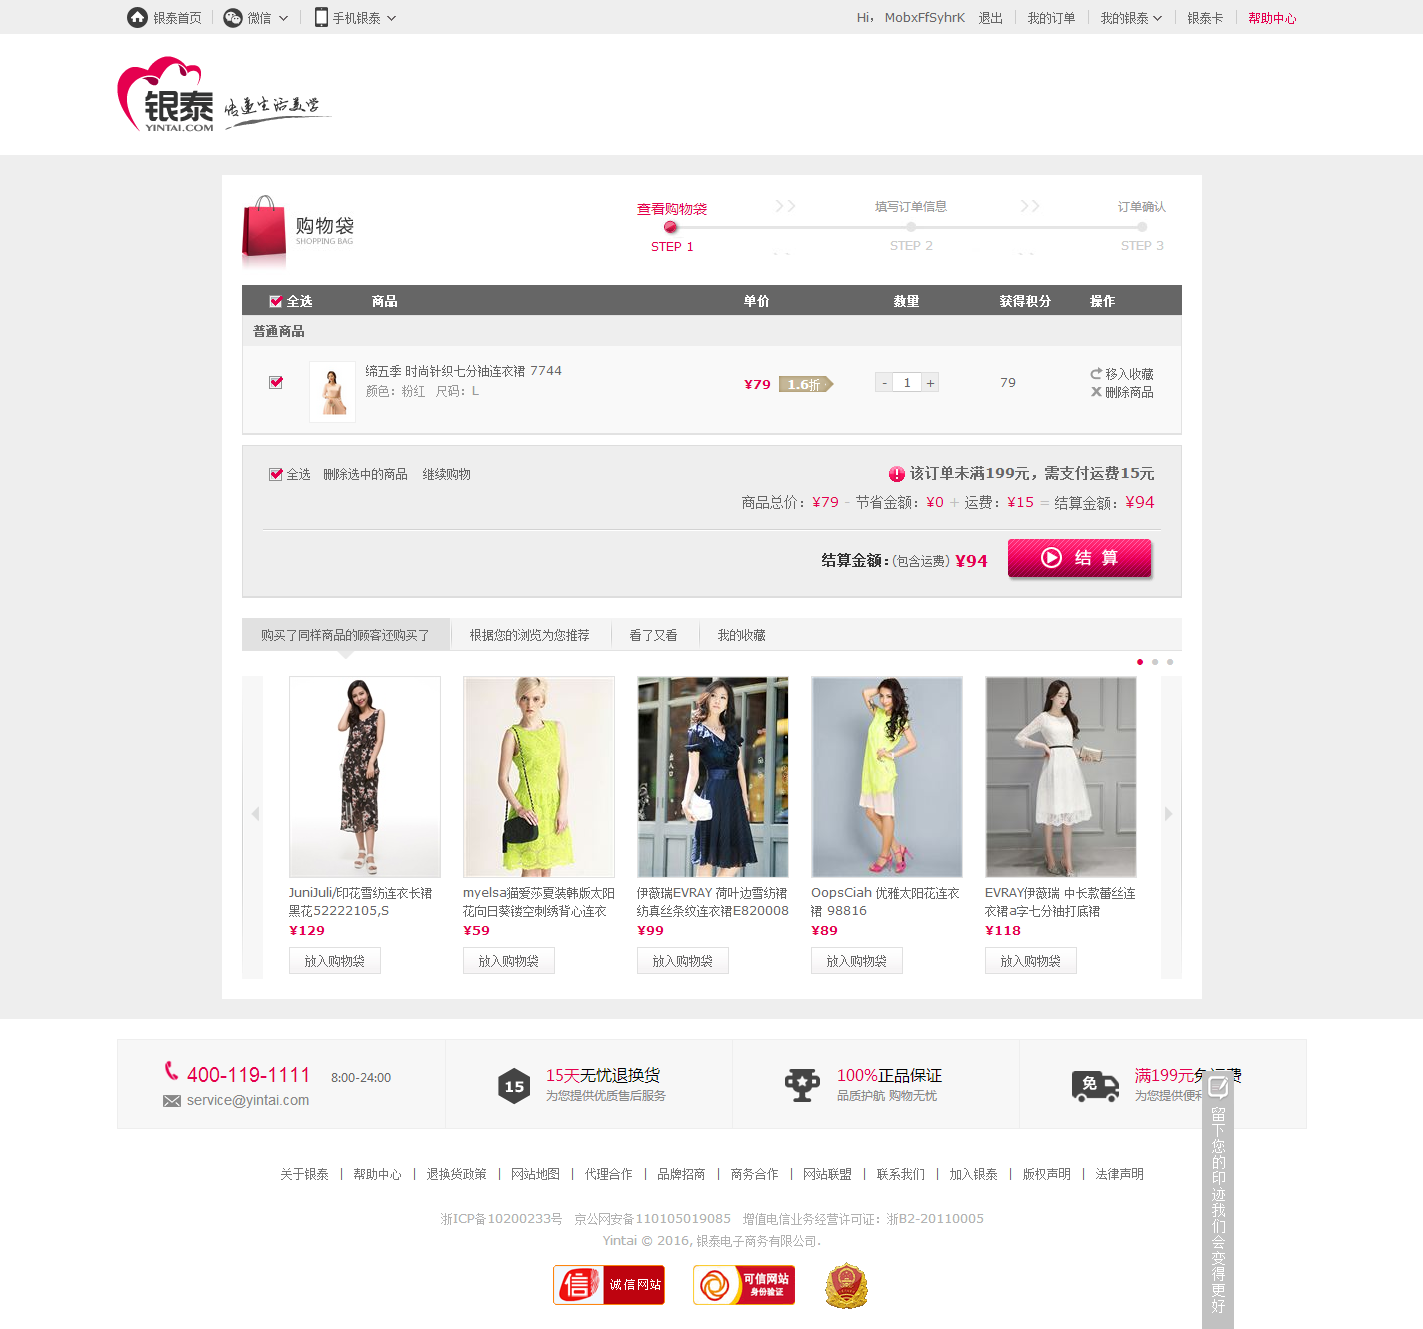 银泰首页 微信 手机银泰 Hi， MobxFfSyhrK 退出 我的订单 我的银泰 银泰卡 帮助中心
银泰 传递生活美学
YINTAI.COM
购物袋
SHOPPING BAG
查看购物袋 填写订单信息 订单确认
STEP 1 STEP 2 STEP 3
全选 商品 单价 数量 获得积分 操作
普通商品
缔五季 时尚针织七分袖连衣裙 7744
颜色：粉红 尺码：L
¥79 1.6折 - 1 + 79
移入收藏
删除商品
全选 删除选中的商品 继续购物
该订单未满199元，需支付运费15元
商品总价：¥79 - 节省金额：¥0 + 运费：¥15 = 结算金额：¥94
结算金额：(包含运费) ¥94 结 算
购买了同样商品的顾客还购买了 根据您的浏览为您推荐 看了又看 我的收藏
JuniJuli/印花雪纺连衣长裙
黑花52222105,S
¥129
放入购物袋
myelsa猫爱莎夏装韩版太阳
花向日葵镂空刺绣背心连衣
¥59
放入购物袋
伊薇瑞EVRAY 荷叶边雪纺裙
纺真丝条纹连衣裙E820008
¥99
放入购物袋
OopsCiah 优雅太阳花连衣
裙 98816
¥89
放入购物袋
EVRAY伊薇瑞 中长款蕾丝连
衣裙a字七分袖打底裙
¥118
放入购物袋
400-119-1111 8:00-24:00
service@yintai.com
15 15天无忧退换货
为您提供优质售后服务
100%正品保证
品质护航 购物无忧
免 满199元免运费
为您提供便利
留下您的印迹我们会变得更好
关于银泰 | 帮助中心 | 退换货政策 | 网站地图 | 代理合作 | 品牌招商 | 商务合作 | 网站联盟 | 联系我们 | 加入银泰 | 版权声明 | 法律声明
浙ICP备10200233号 京公网安备110105019085 增值电信业务经营许可证：浙B2-20110005
Yintai © 2016, 银泰电子商务有限公司.
信 诚信网站
可信网站
身份验证